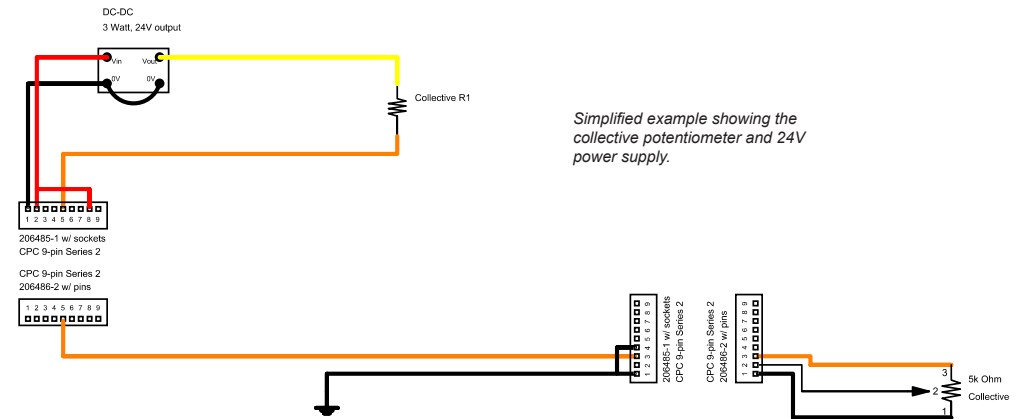 DC-DC
3 Watt, 24V output
Vin Vout
0V 0V
Collective R1
Simplified example showing the
collective potentiometer and 24V
power supply.
1 2 3 4 5 6 7 8 9
206485-1 w/ sockets
CPC 9-pin Series 2
CPC 9-pin Series 2
206486-2 w/ pins
1 2 3 4 5 6 7 8 9
1 2 3 4 5 6 7 8 9
206485-1 w/ sockets
CPC 9-pin Series 2
CPC 9-pin Series 2
206486-2 w/ pins
1 2 3 4 5 6 7 8 9
3
2
1
5k Ohm
Collective